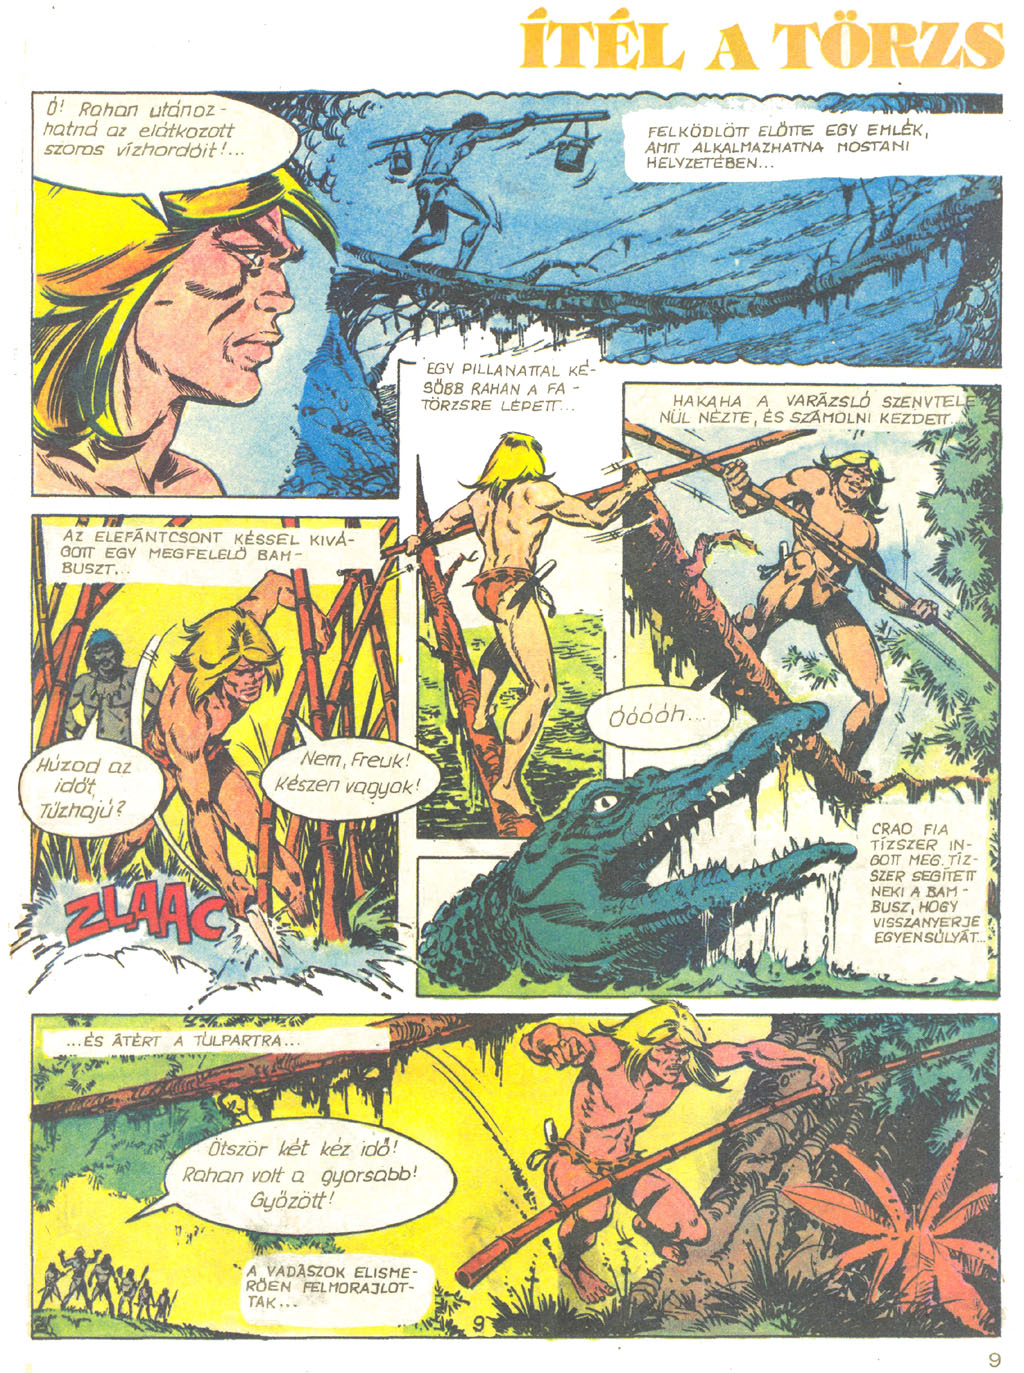 ÍTÉL A TÖRZS
Ó! Rahan utánoz-
hatná az elátkozott
szoros vízhordóit!...
FELKÖDLÖTT ELŐTTE EGY EMLÉK,
AMIT ALKALMAZHATNA MOSTANI
HELYZETÉBEN...
AZ ELEFÁNTCSONT KÉSSEL KIVÁ-
GOTT EGY MEGFELELŐ BAM-
BUSZT...
Húzod az
időt,
Tűzhajú?
Nem, Freuk!
Készen vagyok!
ZLAAC
EGY PILLANATTAL KÉ-
SŐBB RAHAN A FA-
TÖRZSRE LÉPETT...
HAKAHA A VARÁZSLÓ SZENVTELE
NÜL NÉZTE, ÉS SZÁMOLNI KEZDETT...
Óóóóh...
CRAO FIA
TÍZSZER IN-
GOTT MEG. TÍZ-
SZER SEGÍTETT
NEKI A BAM-
BUSZ, HOGY
VISSZANYERJE
EGYENSÚLYÁT...
...ÉS ÁTÉRT A TÚLPARTRA...
Ötször két kéz idő!
Rahan volt a gyorsabb!
Győzött!
A VADÁSZOK ELISME-
RŐEN FELMORAJLOT-
TAK...
9
9